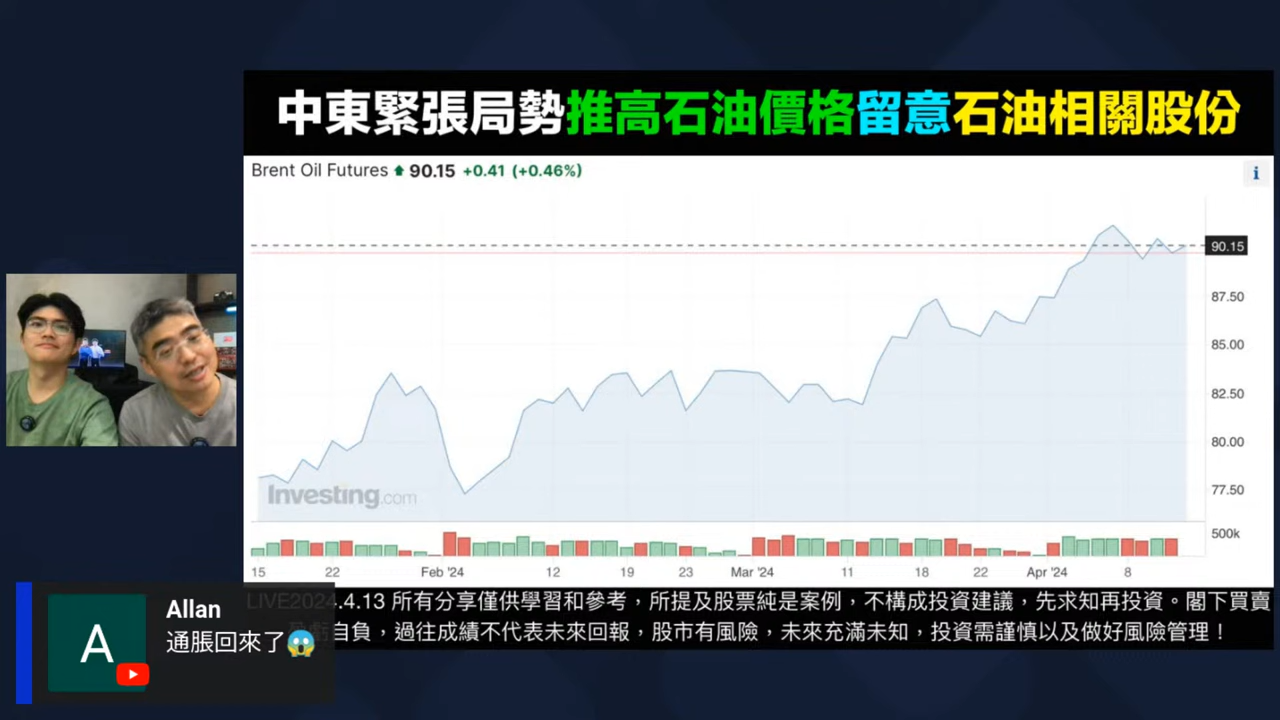 中東緊張局勢推高石油價格留意石油相關股份
Brent Oil Futures 90.15 +0.41 (+0.46%)
i
90.15
87.50
85.00
82.50
80.00
77.50
Investing.com
500k
15 22 Feb '24 12 19 23 Mar '24 11 18 22 Apr '24 8
LIVE2024.4.13 所有分享僅供學習和參考，所提及股票純是案例，不構成投資建議，先求知再投資。閣下買賣
盈虧自負，過往成績不代表未來回報，股市有風險，未來充滿未知，投資需謹慎以及做好風險管理！
A
Allan
通脹回來了😱